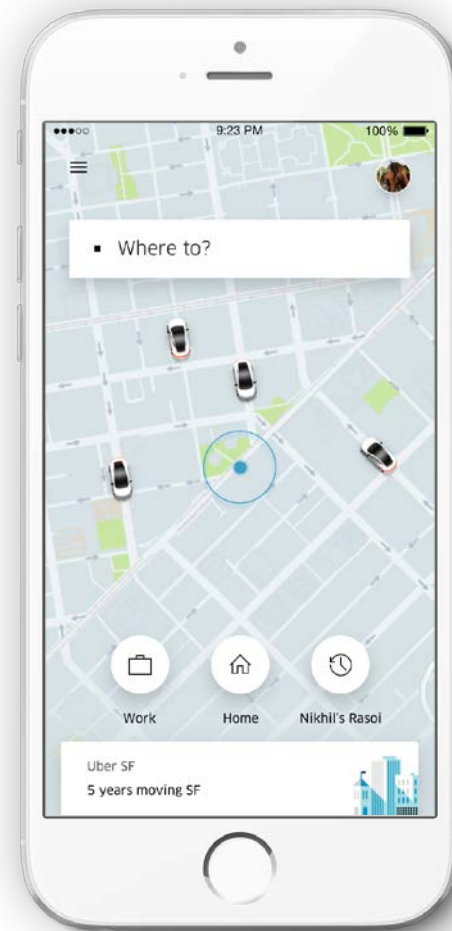 9:23 PM
100%
Where to?
Work
Home
Nikhil's Rasoi
Uber SF
5 years moving SF